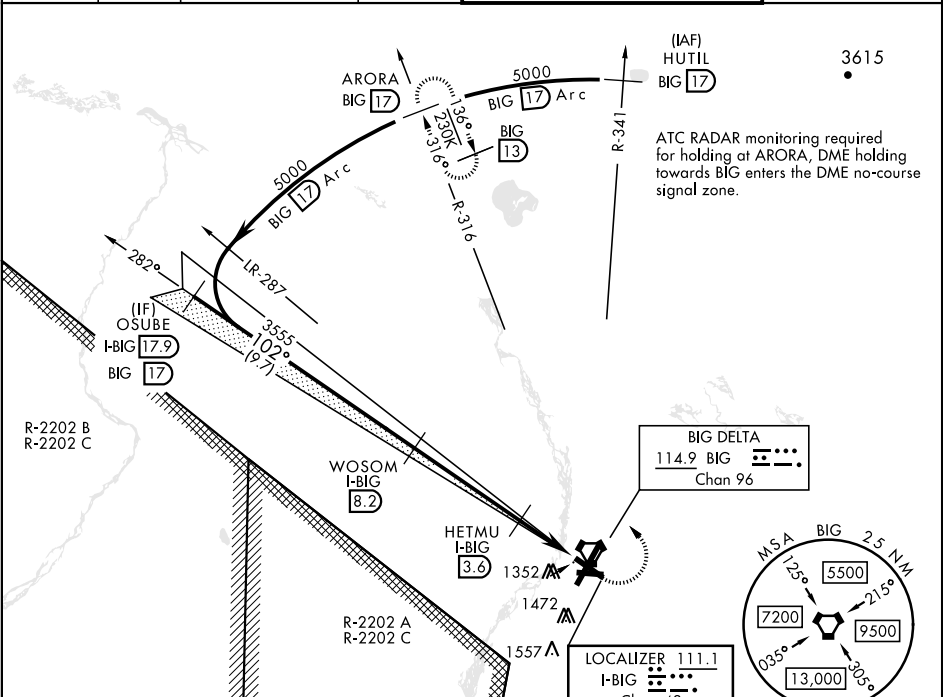 (IAF)
HUTIL
BIG 17
3615
ARORA
BIG 17
5000
BIG 17 Arc
136°
230K
316°
BIG
13
R-341
ATC RADAR monitoring required
for holding at ARORA, DME holding
towards BIG enters the DME no-course
signal zone.
5000
BIG 17 Arc
R-316
LR-287
282°
(IF)
OSUBE
I-BIG 17.9
BIG 17
3555
102°
(9.7)
R-2202 B
R-2202 C
WOSOM
I-BIG
8.2
BIG DELTA
114.9 BIG
Chan 96
HETMU
I-BIG
3.6
1352
1472
1557
R-2202 A
R-2202 C
LOCALIZER 111.1
I-BIG
MSA BIG 25 NM
125°
5500
215°
7200
9500
035°
305°
13,000